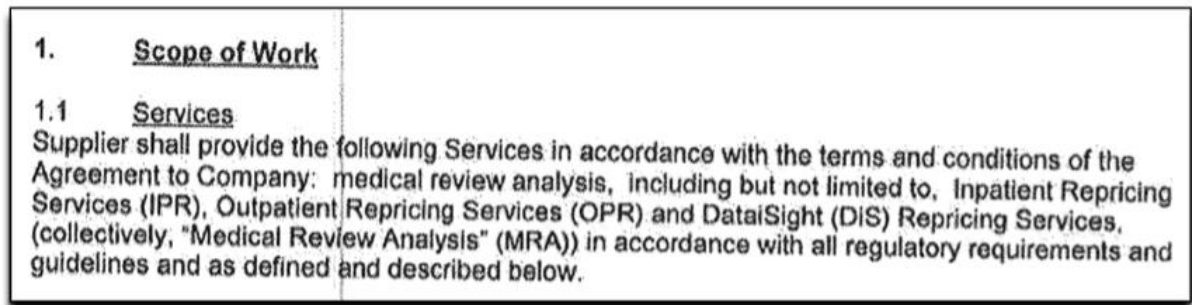 1. Scope of Work
1.1 Services
Supplier shall provide the following Services in accordance with the terms and conditions of the
Agreement to Company: medical review analysis, including but not limited to, Inpatient Repricing
Services (IPR), Outpatient Repricing Services (OPR) and DataiSight (DiS) Repricing Services,
(collectively, "Medical Review Analysis" (MRA)) in accordance with all regulatory requirements and
guidelines and as defined and described below.